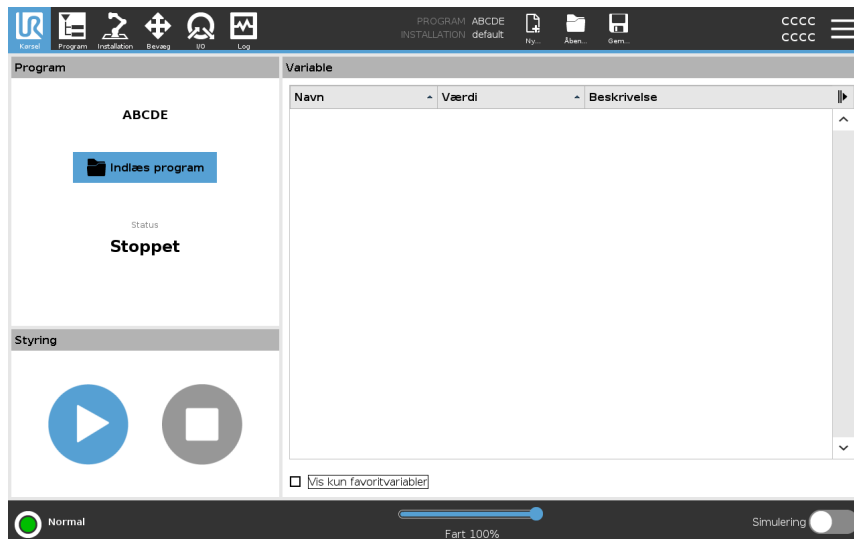 UR
Kørsel
Program
Installation
Bevæg
I/O
Log
PROGRAM ABCDE
INSTALLATION default
Ny...
Åben...
Gem...
CCCC
CCCC
Program
Variable
ABCDE
Indlæs program
Status
Stoppet
Navn
Værdi
Beskrivelse
Styring
Vis kun favoritvariabler
Normal
Fart 100%
Simulering